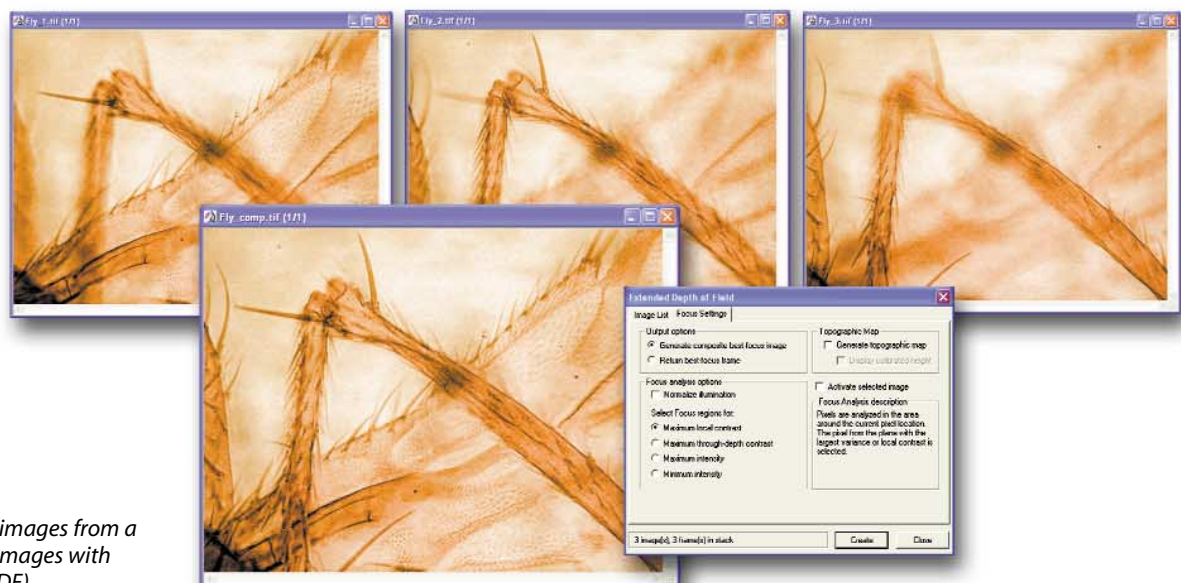 Fly_1.tif (1/1)
Fly_2.tif (1/1)
Fly_3.tif (1/1)
Fly_comp.tif (1/1)
Extended Depth of Field
Image List
Focus Settings
Output options
Generate composite best focus image
Return best focus frame
Topographic Map
Generate topographic map
Display calibrated height
Focus analysis options
Normalize illumination
Select Focus regions for:
Maximum local contrast
Maximum through-depth contrast
Maximum intensity
Minimum intensity
Activate selected image
Focus Analysis description
Pixels are analyzed in the area
around the current pixel location.
The pixel from the plane with the
largest variance or local contrast is
selected.
3 image(s), 3 frame(s) in stack
Create
Close
images from a
mages with
DF)